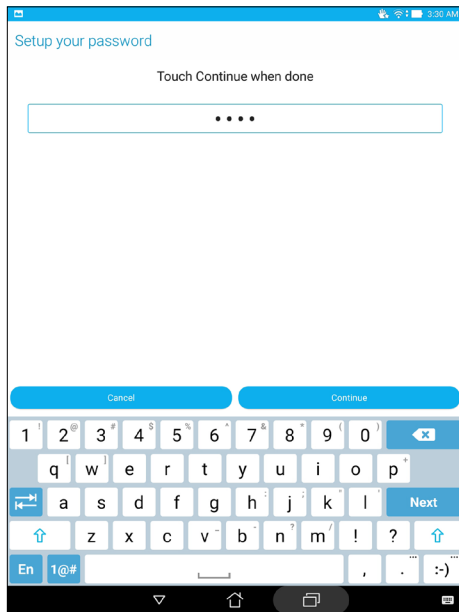 3:30 AM
Setup your password
Touch Continue when done
••••
Cancel Continue
1 ! 2 @ 3 # 4 $ 5 % 6 ^ 7 & 8 * 9 ( 0 )
q [ w ] e r t y u i o p +
a s d f g h : j ; k " l ' Next
z x c v - b - n ? m / ! ?
En 1@# , . ... :-) ...